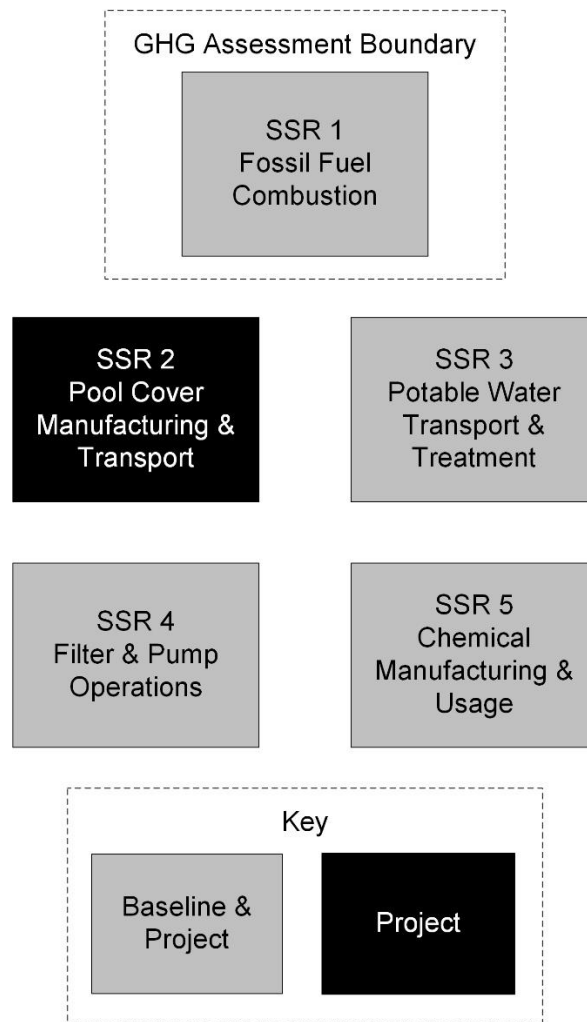 GHG Assessment Boundary
SSR 1
Fossil Fuel
Combustion
SSR 2
Pool Cover
Manufacturing &
Transport
SSR 3
Potable Water
Transport &
Treatment
SSR 4
Filter & Pump
Operations
SSR 5
Chemical
Manufacturing &
Usage
Key
Baseline &
Project
Project